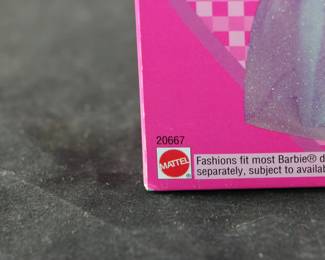 20667
MATTEL
Fashions fit most Barbie® d
separately, subject to availab